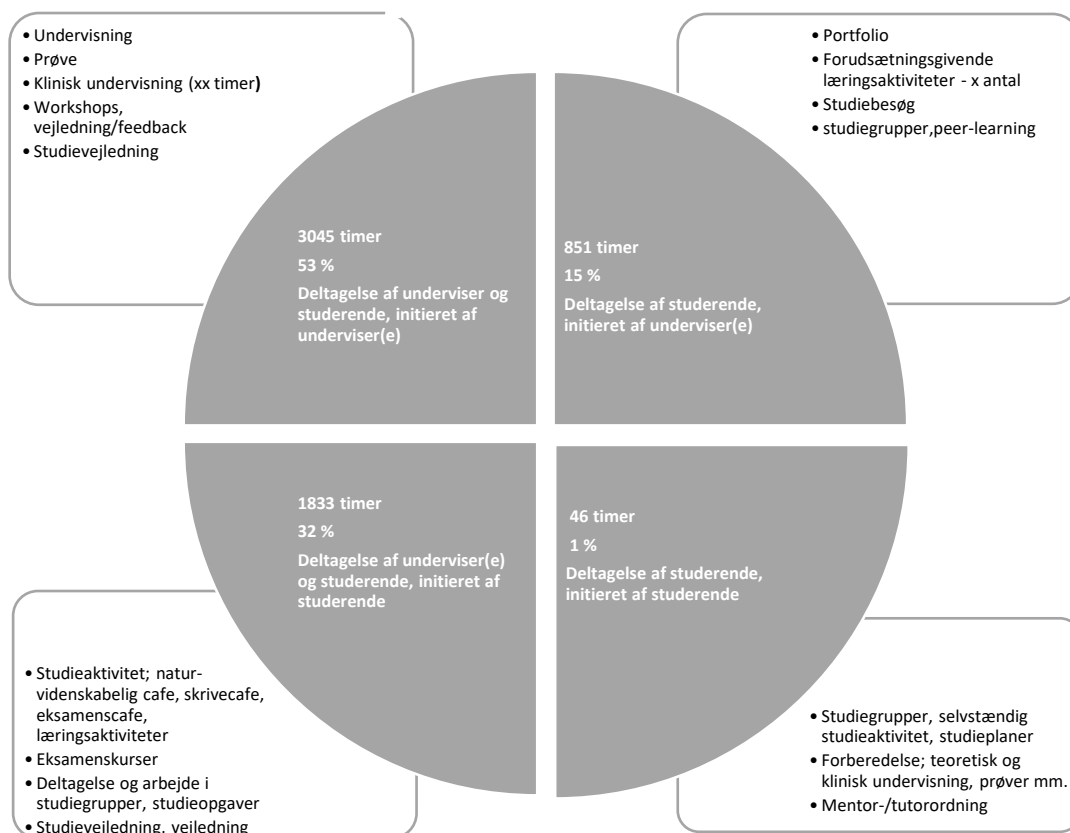 • Undervisning
• Prøve
• Klinisk undervisning (xx timer)
• Workshops,
vejledning/feedback
• Studievejledning
• Portfolio
• Forudsætningsgivende
læringsaktiviteter - x antal
• Studiebesøg
• studiegrupper,peer-learning
3045 timer
53 %
Deltagelse af underviser og
studerende, initieret af
underviser(e)
851 timer
15 %
Deltagelse af studerende,
initieret af underviser(e)
1833 timer
32 %
Deltagelse af underviser(e)
og studerende, initieret af
studerende
46 timer
1 %
Deltagelse af studerende,
initieret af studerende
• Studieaktivitet; natur-
videnskabelig cafe, skrivecafe,
eksamenscafe,
læringsaktiviteter
• Eksamenskurser
• Deltagelse og arbejde i
studiegrupper, studieopgaver
• Studievejledning, vejledning
• Studiegrupper, selvstændig
studieaktivitet, studieplaner
• Forberedelse; teoretisk og
klinisk undervisning, prøver mm.
• Mentor-/tutorordning